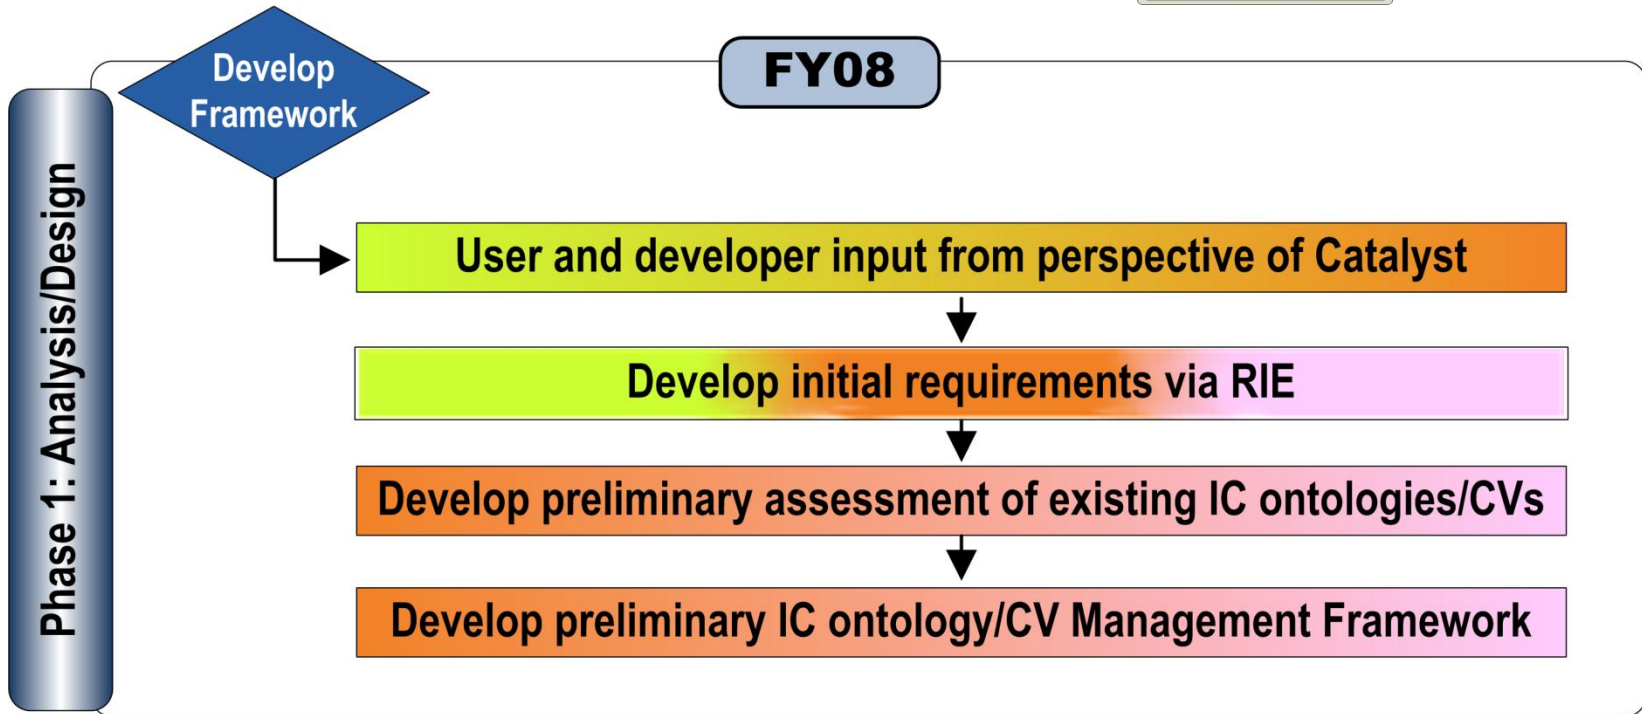 Develop
Framework
FY08
Phase 1: Analysis/Design
User and developer input from perspective of Catalyst
Develop initial requirements via RIE
Develop preliminary assessment of existing IC ontologies/CVs
Develop preliminary IC ontology/CV Management Framework